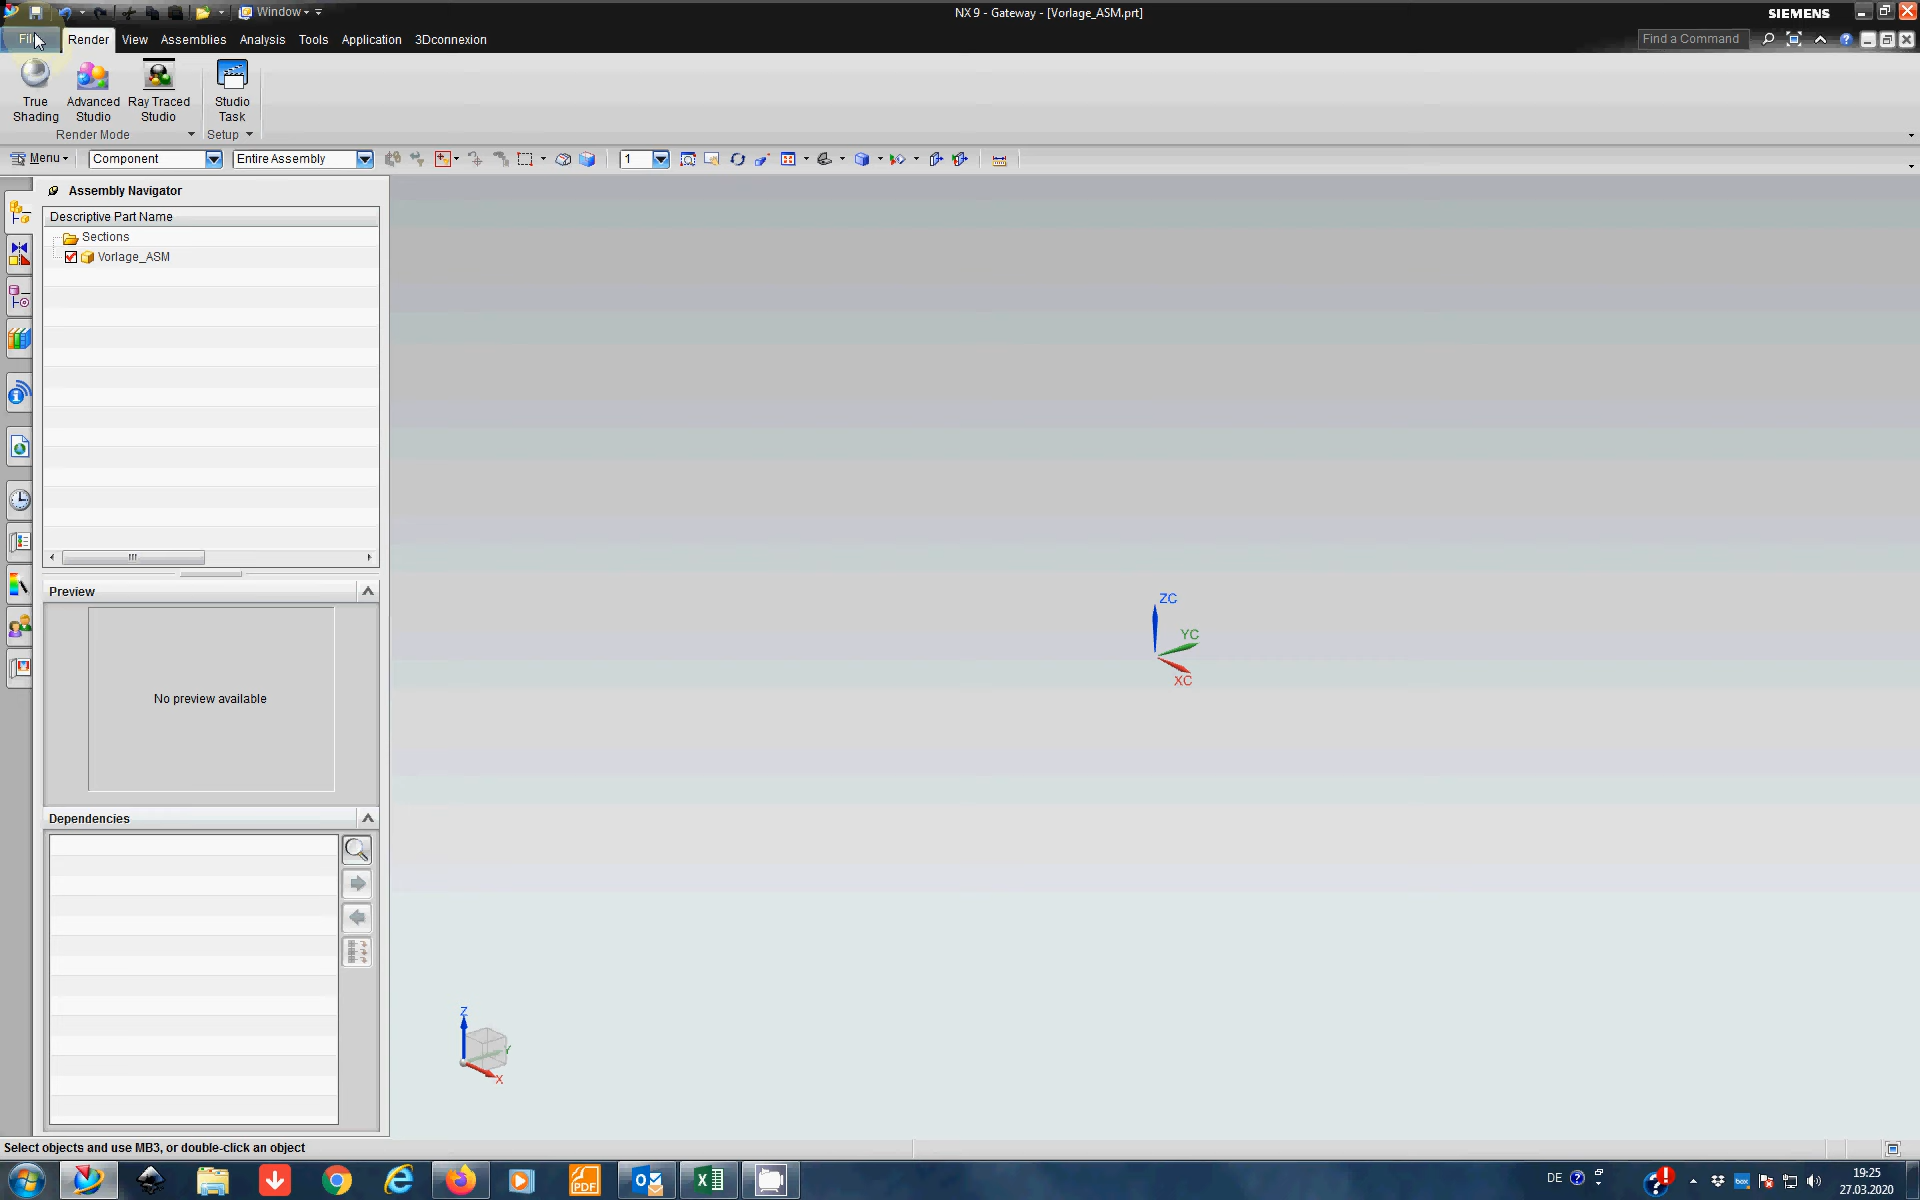 Window
NX 9 - Gateway - [Vorlage_ASM.prt]
SIEMENS
File
Render
View
Assemblies
Analysis
Tools
Application
3Dconnexion
Find a Command
True Shading
Advanced Studio
Ray Traced Studio
Studio Task
Render Mode
Setup
Menu
Component
Entire Assembly
1
Assembly Navigator
Descriptive Part Name
Sections
Vorlage_ASM
ZC
YC
XC
Preview
No preview available
Dependencies
Z
Y
X
Select objects and use MB3, or double-click an object
PDF
DE
box
19:25
27.03.2020